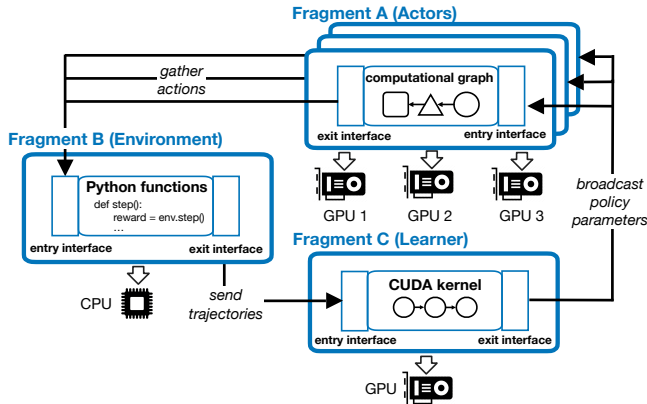 Fragment A (Actors)
gather
actions
computational graph
exit interface
entry interface
GPU 1
GPU 2
GPU 3
Fragment B (Environment)
Python functions
def step():
reward = env.step()
...
entry interface
exit interface
CPU
send
trajectories
broadcast
policy
parameters
Fragment C (Learner)
CUDA kernel
entry interface
exit interface
GPU